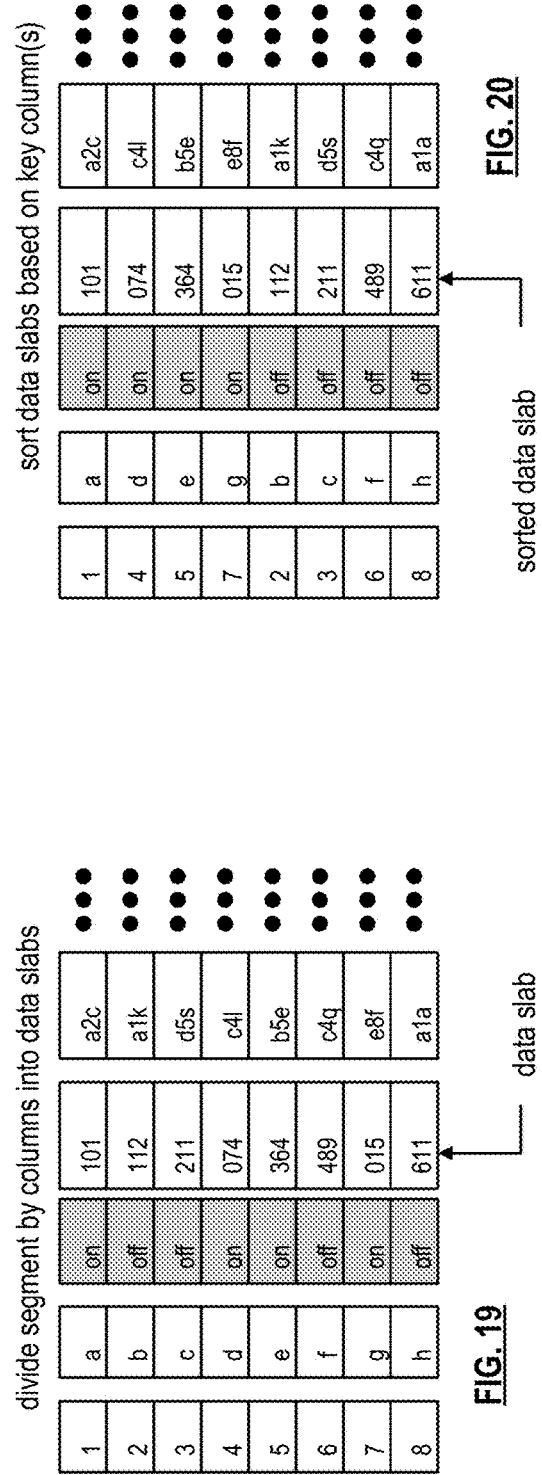 divide segment by columns into data slabs
1 a on 101 a2c
2 b off 112 a1k
3 c off 211 d5s
4 d on 074 c4l
5 e on 364 b5e
6 f off 489 c4q
7 g on 015 e8f
8 h off 611 a1a
data slab
FIG. 19
sort data slabs based on key column(s)
1 a on 101 a2c
4 d on 074 c4l
5 e on 364 b5e
7 g on 015 e8f
2 b off 112 a1k
3 c off 211 d5s
6 f off 489 c4q
8 h off 611 a1a
sorted data slab
FIG. 20